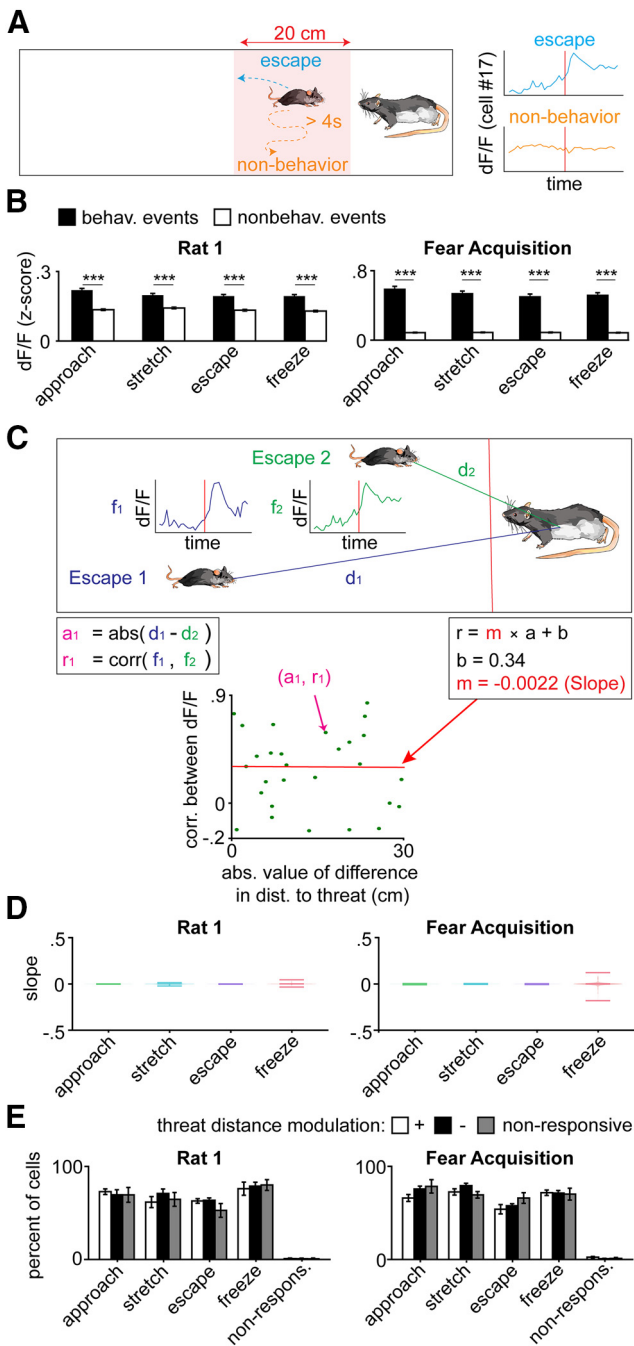 A
20 cm
escape
> 4s
non-behavior
dF/F (cell #17)
escape
non-behavior
time
B
behav. events nonbehav. events
Rat 1
dF/F (z-score)
.3
0
*** *** *** ***
approach stretch escape freeze
Fear Acquisition
.8
0
*** *** *** ***
approach stretch escape freeze
C
Escape 2
d2
f1 dF/F
time
f2 dF/F
time
Escape 1
d1
a1 = abs(d1 - d2)
r1 = corr(f1, f2)
r = m × a + b
b = 0.34
m = -0.0022 (Slope)
(a1, r1)
corr. between dF/F
.9
0
-.2
0 30
abs. value of difference
in dist. to threat (cm)
D
Rat 1
slope
.5
0
-.5
approach stretch escape freeze
Fear Acquisition
.5
0
-.5
approach stretch escape freeze
E
threat distance modulation: + - non-responsive
Rat 1
percent of cells
100
0
approach stretch escape freeze non-respons.
Fear Acquisition
100
0
approach stretch escape freeze non-respons.